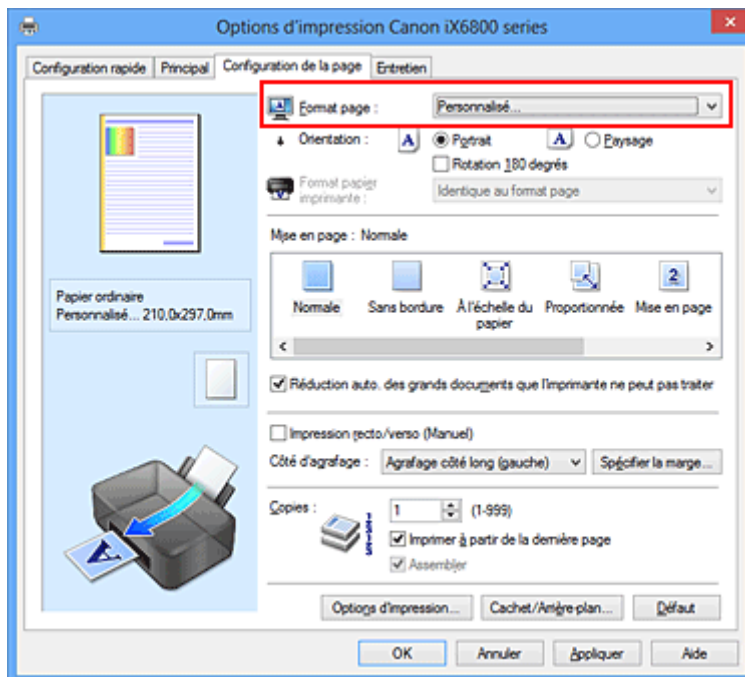 Options d'impression Canon iX6800 series
Configuration rapide Principal Configuration de la page Entretien
Format page : Personnalisé...
Orientation : A Portrait A Paysage
Rotation 180 degrés
Format papier imprimante : Identique au format page
Mise en page : Normale
Normale Sans bordure À l'échelle du papier Proportionnée Mise en page
Papier ordinaire
Personnalisé... 210,0x297,0mm
Réduction auto. des grands documents que l'imprimante ne peut pas traiter
Impression recto/verso (Manuel)
Côté d'agrafage : Agrafage côté long (gauche) Spécifier la marge...
Copies : 1 (1-999)
Imprimer à partir de la dernière page
Assembler
Options d'impression... Cachet/Arrière-plan... Défaut
OK Annuler Appliquer Aide